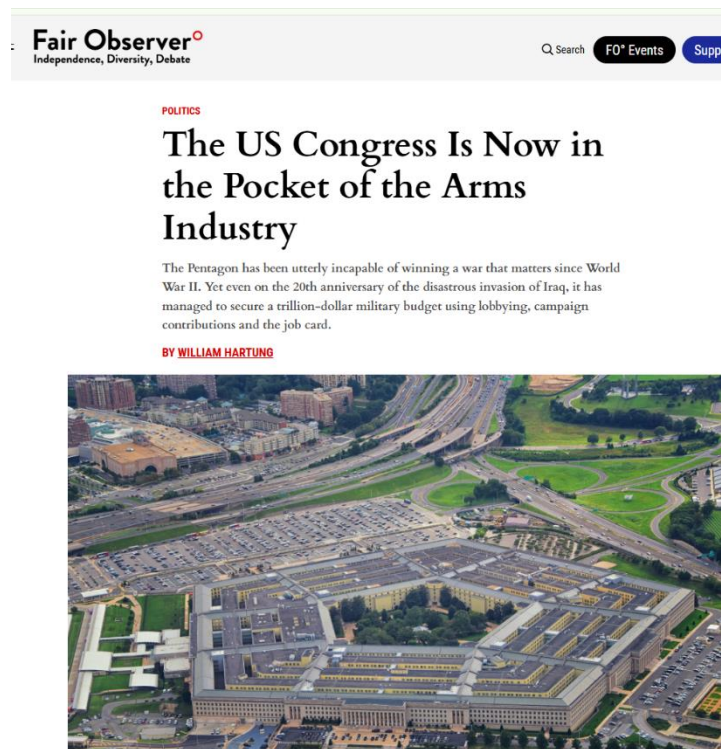 Fair Observer°
Independence, Diversity, Debate
Search
FO° Events
POLITICS
The US Congress Is Now in
the Pocket of the Arms
Industry
The Pentagon has been utterly incapable of winning a war that matters since World
War II. Yet even on the 20th anniversary of the disastrous invasion of Iraq, it has
managed to secure a trillion-dollar military budget using lobbying, campaign
contributions and the job card.
BY WILLIAM HARTUNG